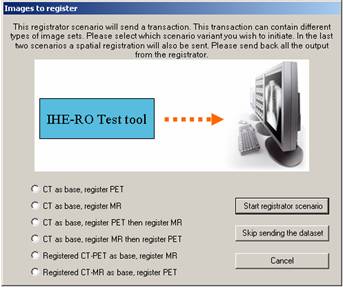 Images to register
This registrator scenario will send a transaction. This transaction can contain different
types of image sets. Please select which scenario variant you wish to initiate. In the last
two scenarios a spatial registration will also be sent. Please send back all the output
from the registrator.
IHE-RO Test tool
CT as base, register PET
CT as base, register MR
CT as base, register PET then register MR
CT as base, register MR then register PET
Registered CT-PET as base, register MR
Registered CT-MR as base, register PET
Start registrator scenario
Skip sending the dataset
Cancel